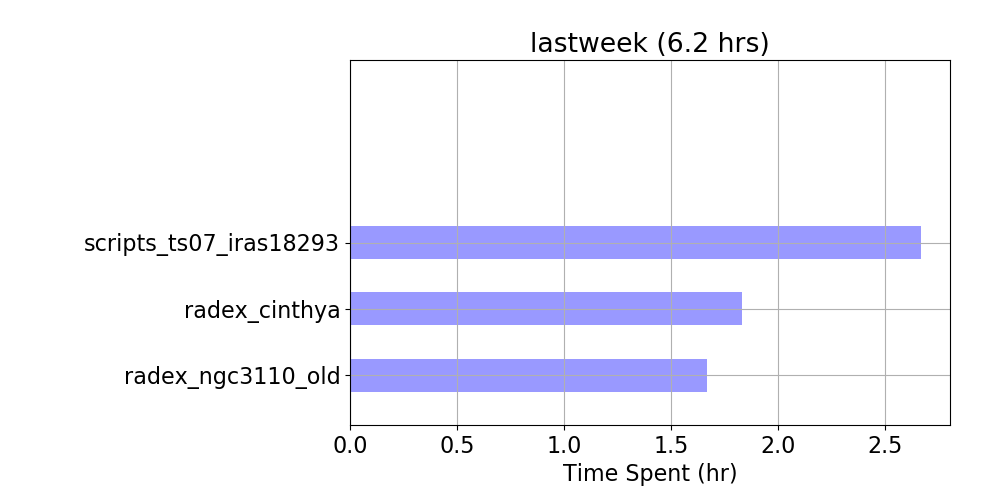 lastweek (6.2 hrs)
scripts_ts07_iras18293
radex_cinthya
radex_ngc3110_old
0.0 0.5 1.0 1.5 2.0 2.5
Time Spent (hr)